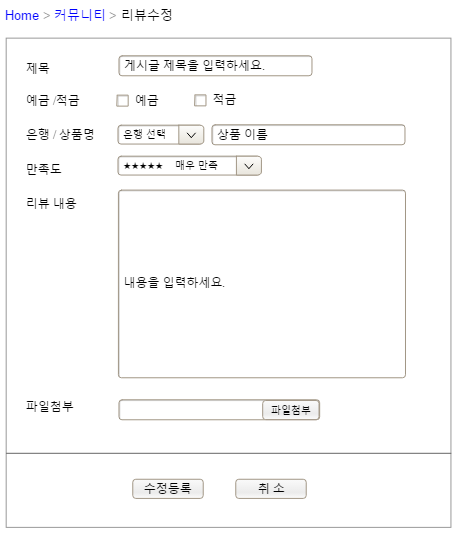 Home > 커뮤니티 > 리뷰수정
제목 게시글 제목을 입력하세요.
예금 /적금 예금 적금
은행 / 상품명 은행 선택 상품 이름
만족도 ★★★★★ 매우 만족
리뷰 내용
내용을 입력하세요.
파일첨부 파일첨부
수정등록 취 소